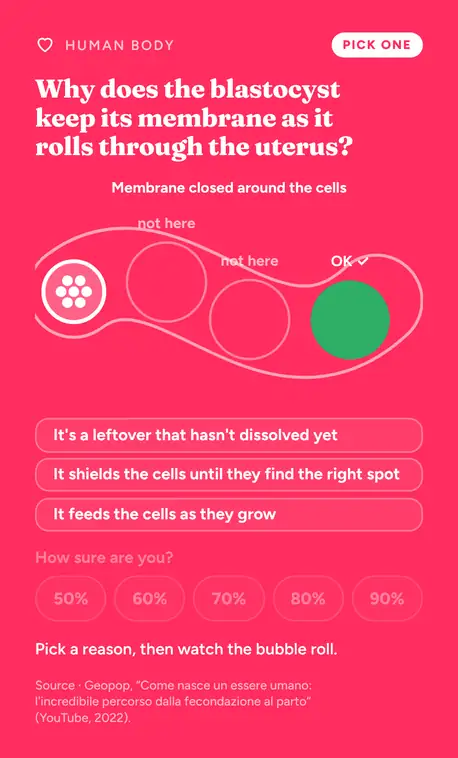 HUMAN BODY
PICK ONE
Why does the blastocyst
keep its membrane as it
rolls through the uterus?
Membrane closed around the cells
not here
not here
OK ✓
It's a leftover that hasn't dissolved yet
It shields the cells until they find the right spot
It feeds the cells as they grow
How sure are you?
50%
60%
70%
80%
90%
Pick a reason, then watch the bubble roll.
Source · Geopop, “Come nasce un essere umano:
l'incredibile percorso dalla fecondazione al parto”
(YouTube, 2022).